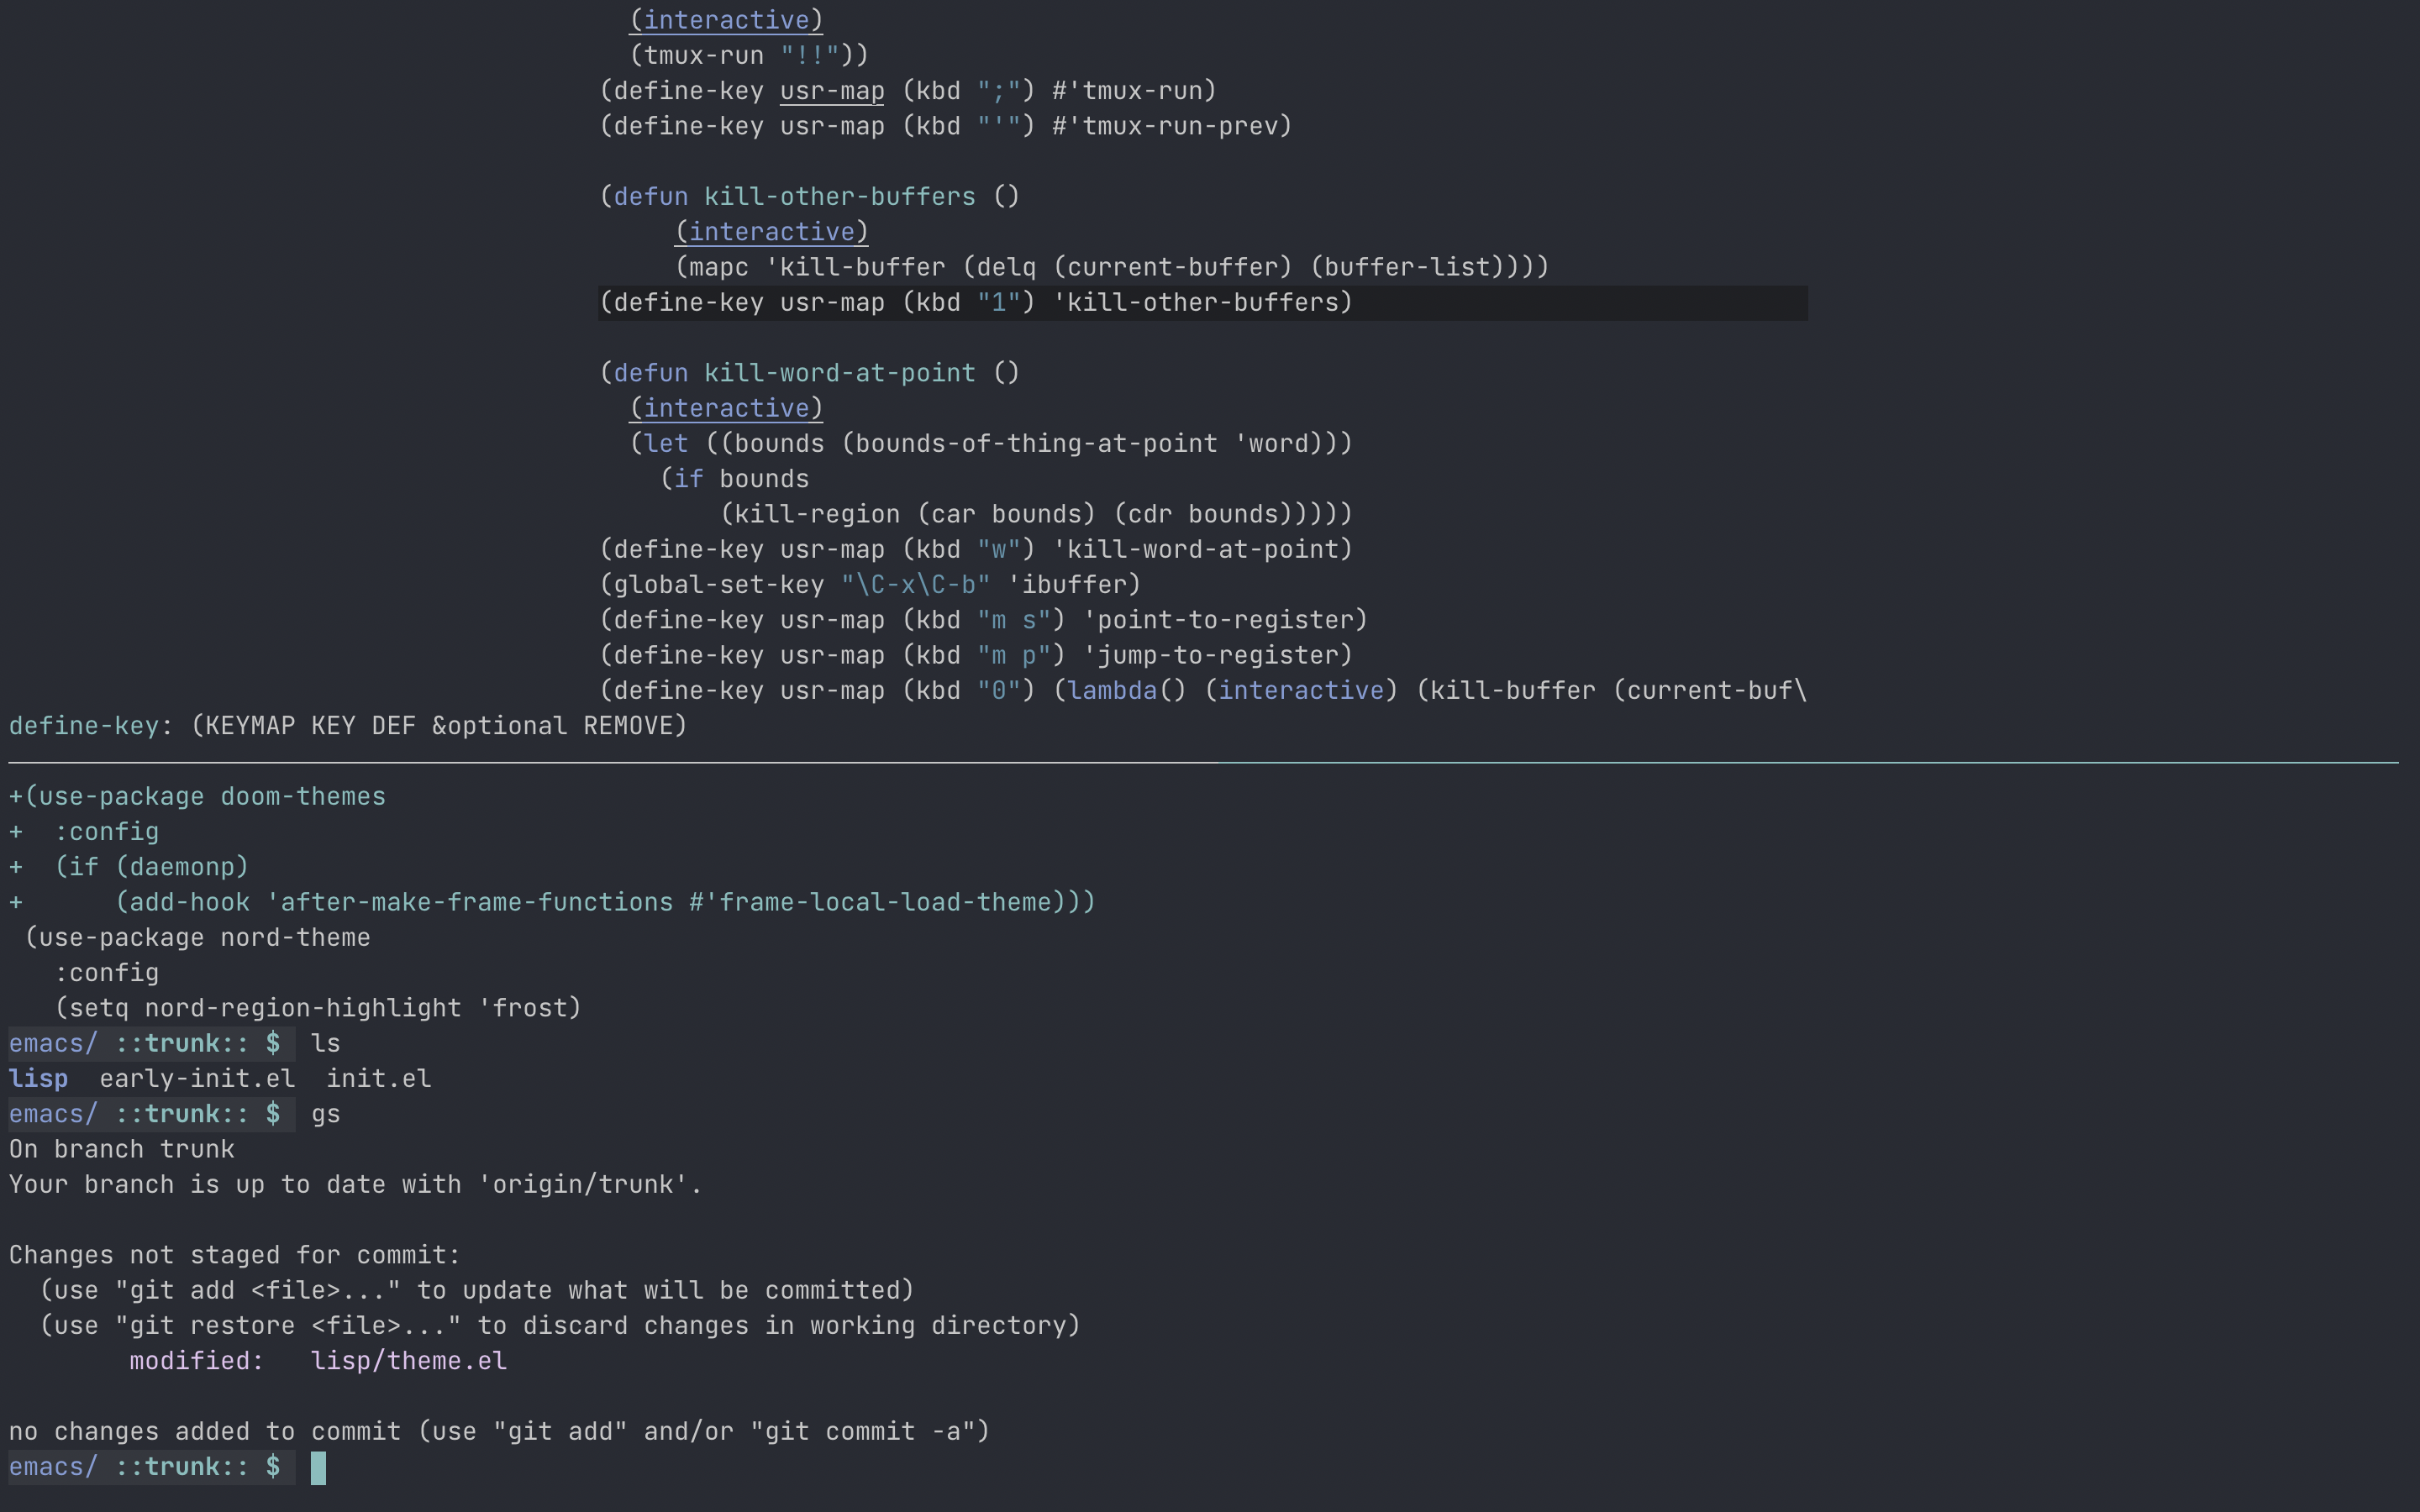 (interactive)
(tmux-run "!!"))
(define-key usr-map (kbd ";") #'tmux-run)
(define-key usr-map (kbd "'") #'tmux-run-prev)
(defun kill-other-buffers ()
(interactive)
(mapc 'kill-buffer (delq (current-buffer) (buffer-list))))
(define-key usr-map (kbd "1") 'kill-other-buffers)
(defun kill-word-at-point ()
(interactive)
(let ((bounds (bounds-of-thing-at-point 'word)))
(if bounds
(kill-region (car bounds) (cdr bounds)))))
(define-key usr-map (kbd "w") 'kill-word-at-point)
(global-set-key "\C-x\C-b" 'ibuffer)
(define-key usr-map (kbd "m s") 'point-to-register)
(define-key usr-map (kbd "m p") 'jump-to-register)
(define-key usr-map (kbd "0") (lambda() (interactive) (kill-buffer (current-buf\
define-key: (KEYMAP KEY DEF &optional REMOVE)
+(use-package doom-themes
+  :config
+  (if (daemonp)
+      (add-hook 'after-make-frame-functions #'frame-local-load-theme)))
(use-package nord-theme
:config
(setq nord-region-highlight 'frost)
emacs/ ::trunk:: $ ls
lisp  early-init.el  init.el
emacs/ ::trunk:: $ gs
On branch trunk
Your branch is up to date with 'origin/trunk'.
Changes not staged for commit:
(use "git add <file>..." to update what will be committed)
(use "git restore <file>..." to discard changes in working directory)
modified:   lisp/theme.el
no changes added to commit (use "git add" and/or "git commit -a")
emacs/ ::trunk:: $